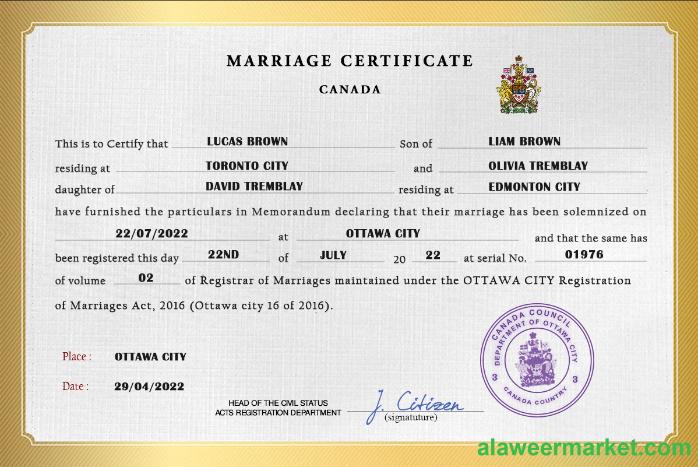 MARRIAGE CERTIFICATE
CANADA
This is to Certify that LUCAS BROWN Son of LIAM BROWN
residing at TORONTO CITY and OLIVIA TREMBLAY
daughter of DAVID TREMBLAY residing at EDMONTON CITY
have furnished the particulars in Memorandum declaring that their marriage has been solemnized on
22/07/2022 at OTTAWA CITY and that the same has
been registered this day 22ND of JULY 20 22 at serial No. 01976
of volume 02 of Registrar of Marriages maintained under the OTTAWA CITY Registration
of Marriages Act, 2016 (Ottawa city 16 of 2016).
CANADA COUNCIL
DEPARTMENT OF OTTAWA CITY
3 3
CANADA COUNTRY
Place : OTTAWA CITY
Date : 29/04/2022
HEAD OF THE CIVIL STATUS
ACTS REGISTRATION DEPARTMENT
J. Citizen
(signatuture)
alaweermarket.com